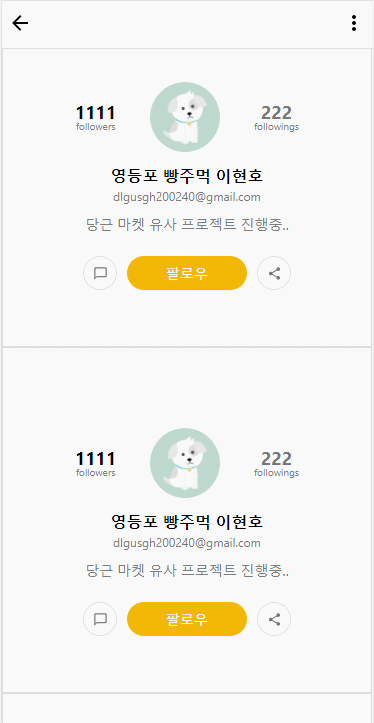 1111
followers
222
followings
영등포 빵주먹 이현호
dlgusgh200240@gmail.com
당근 마켓 유사 프로젝트 진행중..
팔로우
1111
followers
222
followings
영등포 빵주먹 이현호
dlgusgh200240@gmail.com
당근 마켓 유사 프로젝트 진행중..
팔로우